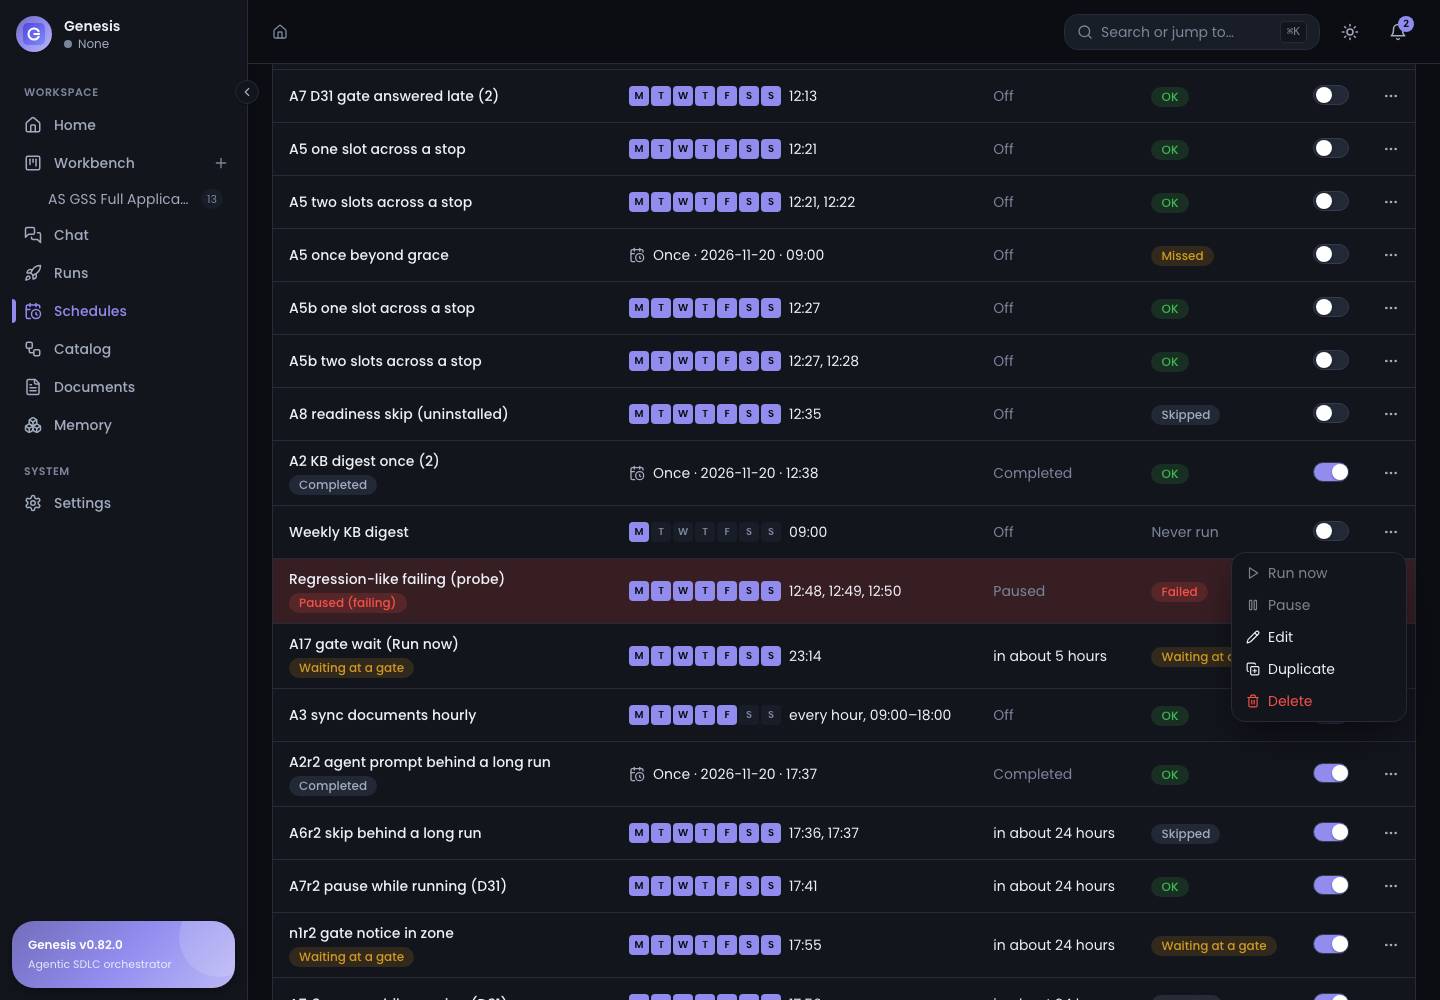 Genesis
None
WORKSPACE
Home
Workbench
AS GSS Full Applica... 13
Chat
Runs
Schedules
Catalog
Documents
Memory
SYSTEM
Settings
Genesis v0.82.0
Agentic SDLC orchestrator
Search or jump to... ⌘K
2
A7 D31 gate answered late (2) M T W T F S S 12:13 Off OK
A5 one slot across a stop M T W T F S S 12:21 Off OK
A5 two slots across a stop M T W T F S S 12:21, 12:22 Off OK
A5 once beyond grace Once · 2026-11-20 · 09:00 Off Missed
A5b one slot across a stop M T W T F S S 12:27 Off OK
A5b two slots across a stop M T W T F S S 12:27, 12:28 Off OK
A8 readiness skip (uninstalled) M T W T F S S 12:35 Off Skipped
A2 KB digest once (2) Once · 2026-11-20 · 12:38 Completed OK
Completed
Weekly KB digest M T W T F S S 09:00 Off Never run
Regression-like failing (probe) M T W T F S S 12:48, 12:49, 12:50 Paused Failed
Paused (failing)
A17 gate wait (Run now) M T W T F S S 23:14 in about 5 hours Waiting at
Waiting at a gate
A3 sync documents hourly M T W T F S S every hour, 09:00–18:00 Off OK
Run now
Pause
Edit
Duplicate
Delete
A2r2 agent prompt behind a long run Once · 2026-11-20 · 17:37 Completed OK
Completed
A6r2 skip behind a long run M T W T F S S 17:36, 17:37 in about 24 hours Skipped
A7r2 pause while running (D31) M T W T F S S 17:41 in about 24 hours OK
n1r2 gate notice in zone M T W T F S S 17:55 in about 24 hours Waiting at a gate
Waiting at a gate